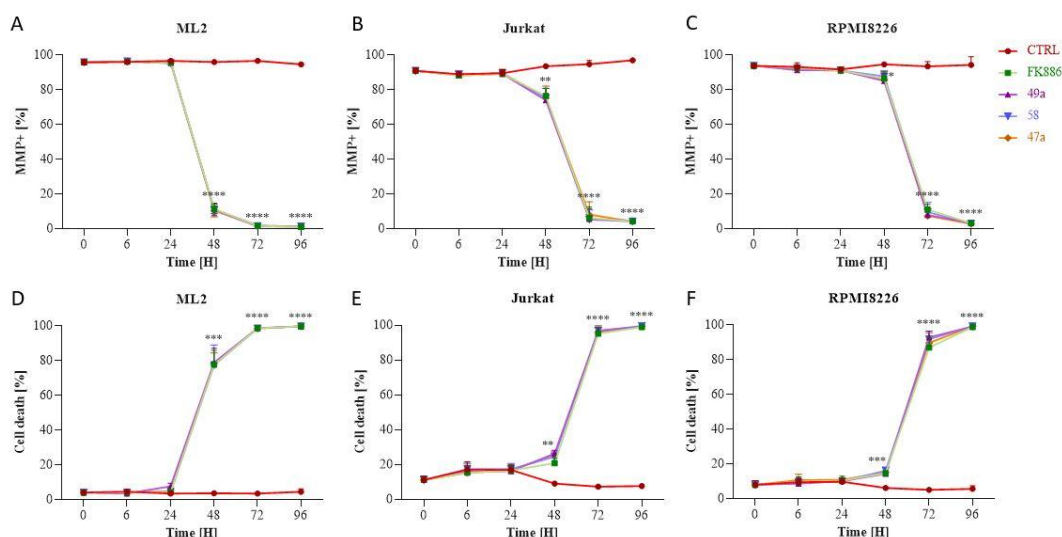 A
ML2
B
Jurkat
C
RPMI8226
CTRL
FK886
49a
58
47a
MMP+ [%]
100
80
60
40
20
0
****
****
****
0 6 24 48 72 96
Time [H]
MMP+ [%]
100
80
60
40
20
0
**
****
****
0 6 24 48 72 96
Time [H]
MMP+ [%]
100
80
60
40
20
0
*
****
****
0 6 24 48 72 96
Time [H]
D
ML2
E
Jurkat
F
RPMI8226
Cell death [%]
100
80
60
40
20
0
***
****
****
0 6 24 48 72 96
Time [H]
Cell death [%]
100
80
60
40
20
0
**
****
****
0 6 24 48 72 96
Time [H]
Cell death [%]
100
80
60
40
20
0
***
****
****
0 6 24 48 72 96
Time [H]